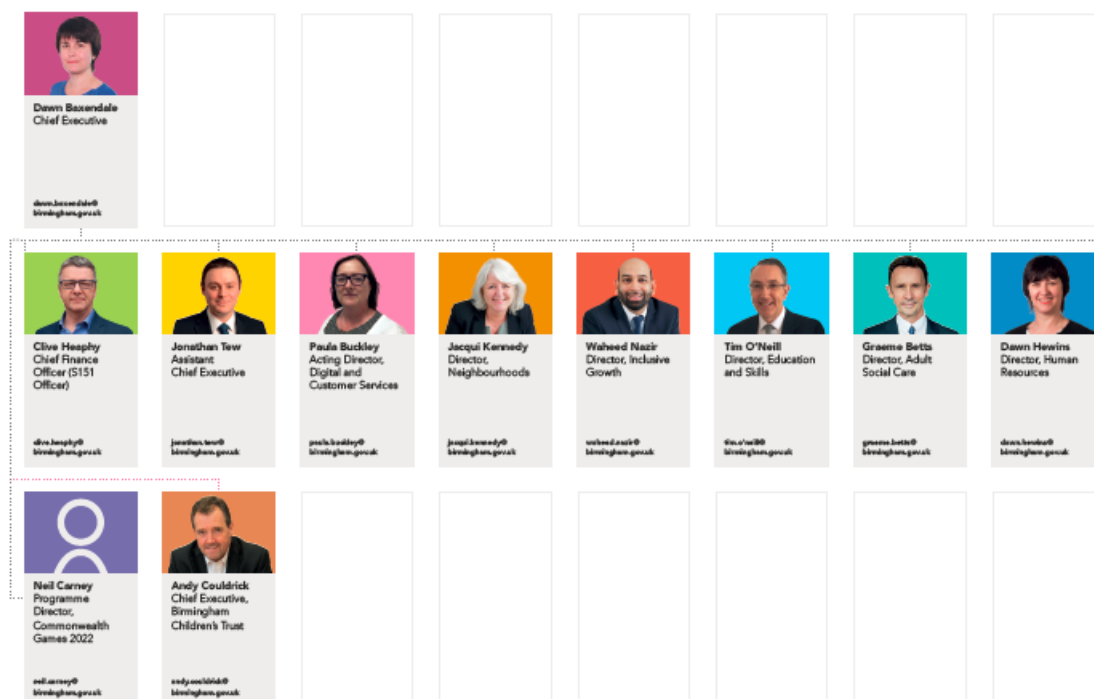 Dawn Baxendale
Chief Executive
dawn.baxendale@
birmingham.gov.uk
Clive Heaphy
Chief Finance
Officer (S151
Officer)
clive.heaphy@
birmingham.gov.uk
Jonathan Tew
Assistant
Chief Executive
jonathan.tew@
birmingham.gov.uk
Paula Buckley
Acting Director,
Digital and
Customer Services
paula.buckley@
birmingham.gov.uk
Jacqui Kennedy
Director,
Neighbourhoods
jacqui.kennedy@
birmingham.gov.uk
Waheed Nazir
Director, Inclusive
Growth
waheed.nazir@
birmingham.gov.uk
Tim O'Neill
Director, Education
and Skills
tim.o'neill@
birmingham.gov.uk
Graeme Betts
Director, Adult
Social Care
graeme.betts@
birmingham.gov.uk
Dawn Hewins
Director, Human
Resources
dawn.hewins@
birmingham.gov.uk
Neil Carney
Programme
Director,
Commonwealth
Games 2022
neil.carney@
birmingham.gov.uk
Andy Couldrick
Chief Executive,
Birmingham
Children's Trust
andy.couldrick@
birmingham.gov.uk